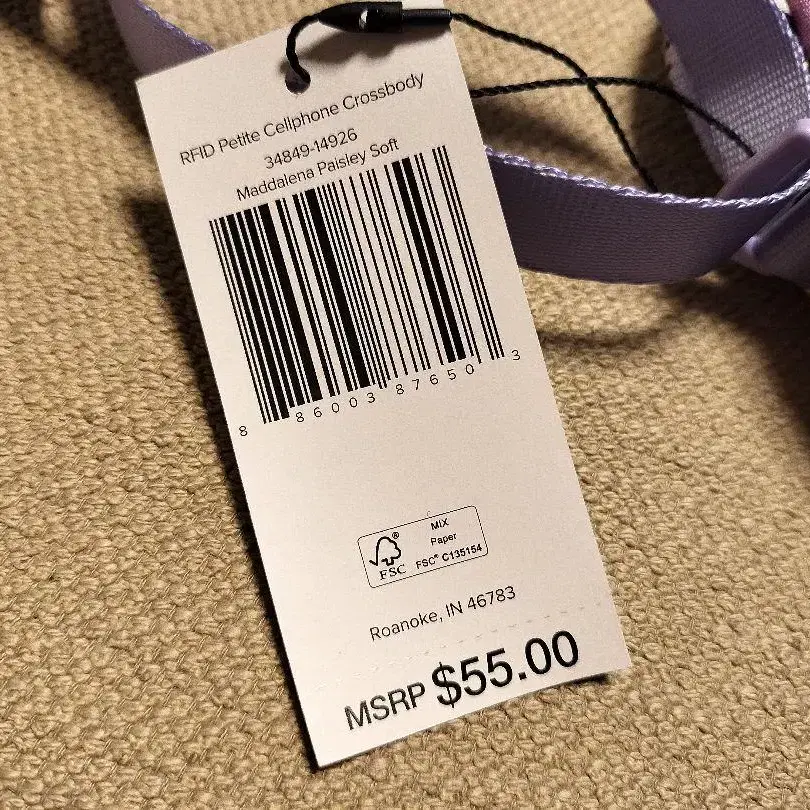 RFID Petite Cellphone Crossbody
34849-14926
Maddalena Paisley Soft
8 86003 87650 3
MIX
Paper
FSC® C135154
®
FSC
Roanoke, IN 46783
MSRP $55.00